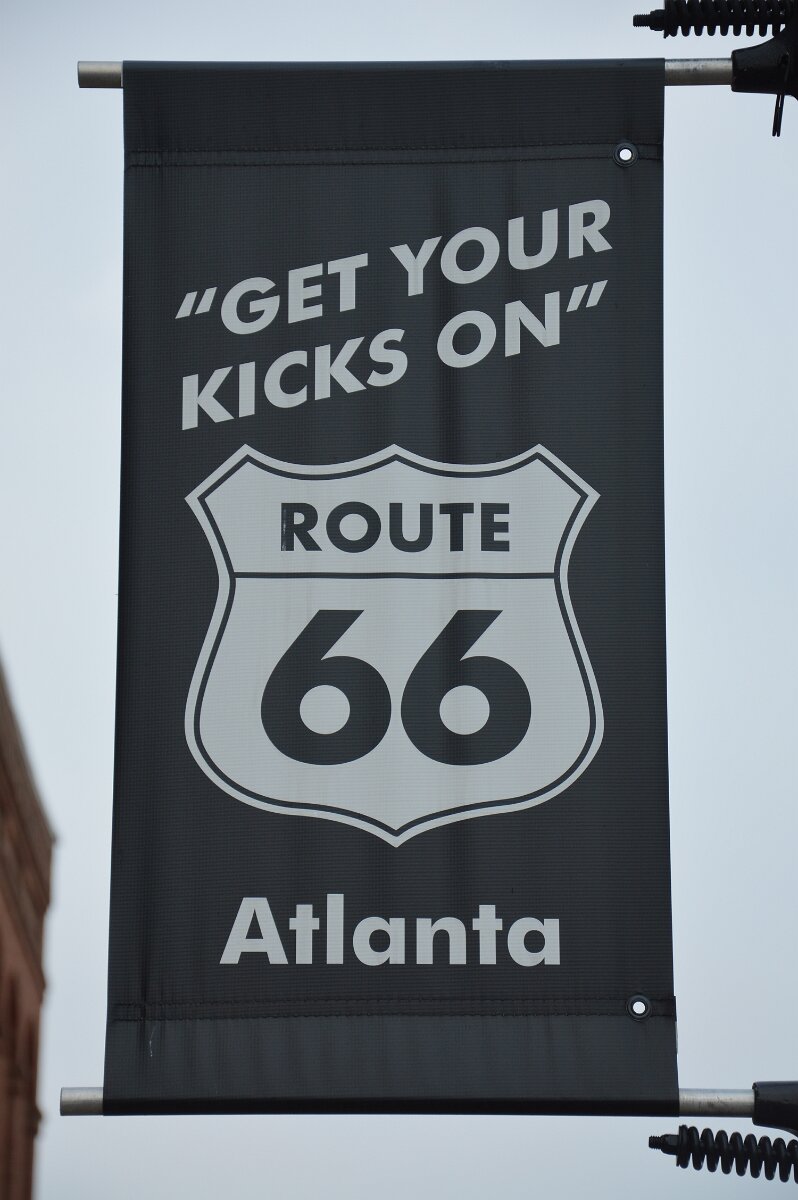 “GET YOUR
KICKS ON”
ROUTE
66
Atlanta